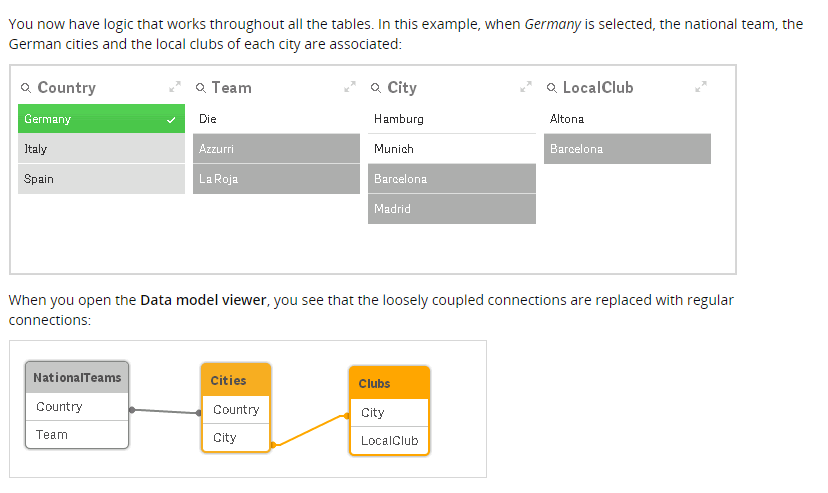 You now have logic that works throughout all the tables. In this example, when Germany is selected, the national team, the
German cities and the local clubs of each city are associated:
Country Team City LocalClub
Germany Die Hamburg Altona
Italy Azzurri Munich Barcelona
Spain La Roja Barcelona
Madrid
When you open the Data model viewer, you see that the loosely coupled connections are replaced with regular
connections:
NationalTeams Cities Clubs
Country Country City
Team City LocalClub